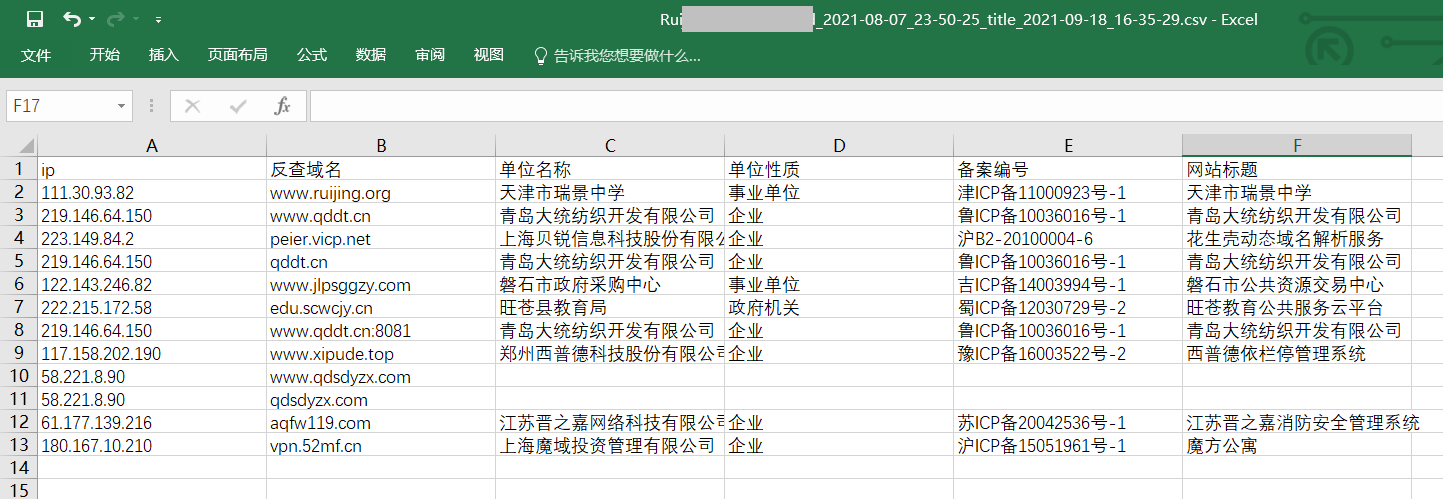 Rui l_2021-08-07_23-50-25_title_2021-09-18_16-35-29.csv - Excel
文件 开始 插入 页面布局 公式 数据 审阅 视图 告诉我您想要做什么...
F17 fx
A B C D E F
1 ip 反查域名 单位名称 单位性质 备案编号 网站标题
2 111.30.93.82 www.ruijing.org 天津市瑞景中学 事业单位 津ICP备11000923号-1 天津市瑞景中学
3 219.146.64.150 www.qddt.cn 青岛大统纺织开发有限公司 企业 鲁ICP备10036016号-1 青岛大统纺织开发有限公司
4 223.149.84.2 peier.vicp.net 上海贝锐信息科技股份有限公 企业 沪B2-20100004-6 花生壳动态域名解析服务
5 219.146.64.150 qddt.cn 青岛大统纺织开发有限公司 企业 鲁ICP备10036016号-1 青岛大统纺织开发有限公司
6 122.143.246.82 www.jlpsggzy.com 磐石市政府采购中心 事业单位 吉ICP备14003994号-1 磐石市公共资源交易中心
7 222.215.172.58 edu.scwcjy.cn 旺苍县教育局 政府机关 蜀ICP备12030729号-2 旺苍教育公共服务云平台
8 219.146.64.150 www.qddt.cn:8081 青岛大统纺织开发有限公司 企业 鲁ICP备10036016号-1 青岛大统纺织开发有限公司
9 117.158.202.190 www.xipude.top 郑州西普德科技股份有限公司 企业 豫ICP备16003522号-2 西普德依栏停管理系统
10 58.221.8.90 www.qdsdyzx.com
11 58.221.8.90 qdsdyzx.com
12 61.177.139.216 aqfw119.com 江苏晋之嘉网络科技有限公司 企业 苏ICP备20042536号-1 江苏晋之嘉消防安全管理系统
13 180.167.10.210 vpn.52mf.cn 上海魔域投资管理有限公司 企业 沪ICP备15051961号-1 魔方公寓
14
15